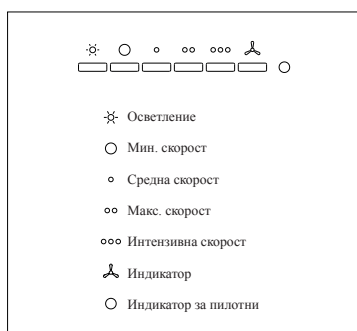 Осветление
Мин. скорост
Средна скорост
Макс. скорост
Интензивна скорост
Индикатор
Индикатор за пилотни